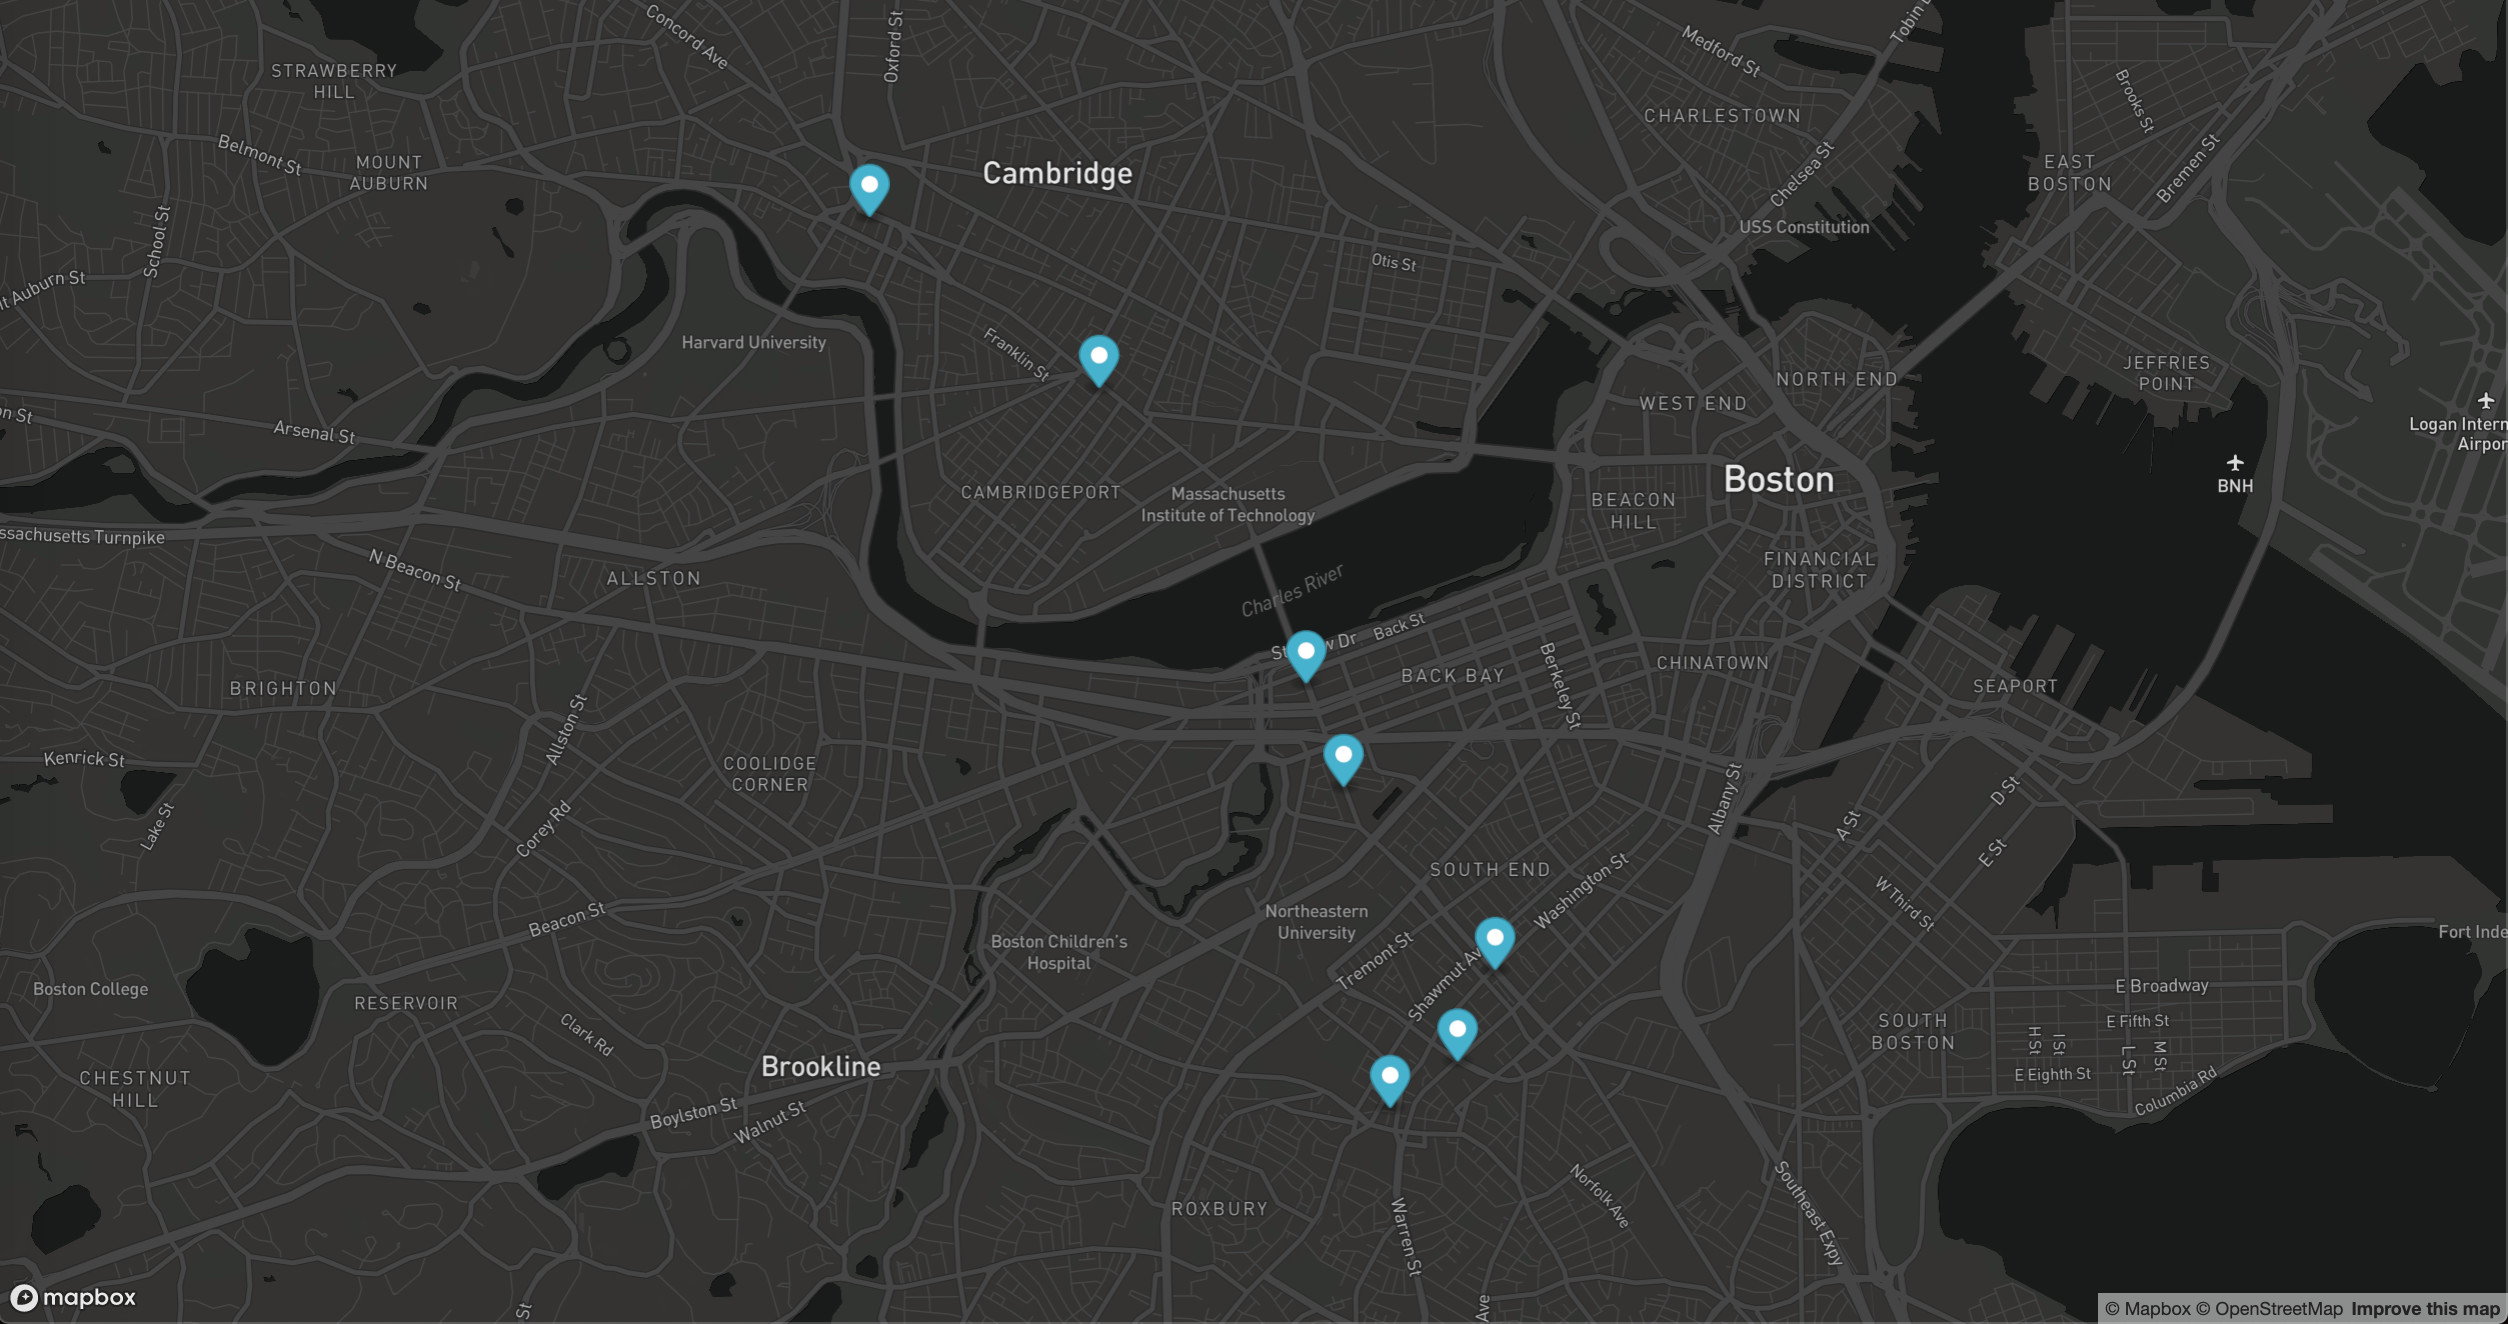 Concord Ave
Oxford St
Tobin
Medford St
STRAWBERRY
HILL
Brooks St
CHARLESTOWN
Belmont St
MOUNT
AUBURN
Cambridge
Chelsea St
EAST
BOSTON
Bremen St
School St
USS Constitution
Otis St
t Auburn St
Harvard University
Franklin St
NORTH END
JEFFRIES
POINT
WEST END
n St
Arsenal St
Logan Intern
Airpor
BNH
Boston
CAMBRIDGEPORT
Massachusetts
Institute of Technology
BEACON
HILL
ssachusetts Turnpike
N Beacon St
ALLSTON
FINANCIAL
DISTRICT
Charles River
St w Dr
Back St
BACK BAY
Berkeley St
CHINATOWN
SEAPORT
BRIGHTON
Allston St
Kenrick St
COOLIDGE
CORNER
Lake St
Corey Rd
Albany St
A St
D St
E St
SOUTH END
Washington St
W Third St
Beacon St
Northeastern
University
Tremont St
Shawmut Av
Boston Children's
Hospital
Fort Inde
Boston College
RESERVOIR
E Broadway
Clark Rd
SOUTH
BOSTON
E Fifth St
H St
I St
L St
M St
E Eighth St
Columbia Rd
Brookline
CHESTNUT
HILL
Boylston St
Walnut St
ROXBURY
Warren St
Norfolk Ave
Southeast Expy
St
Ave
mapbox
© Mapbox © OpenStreetMap Improve this map